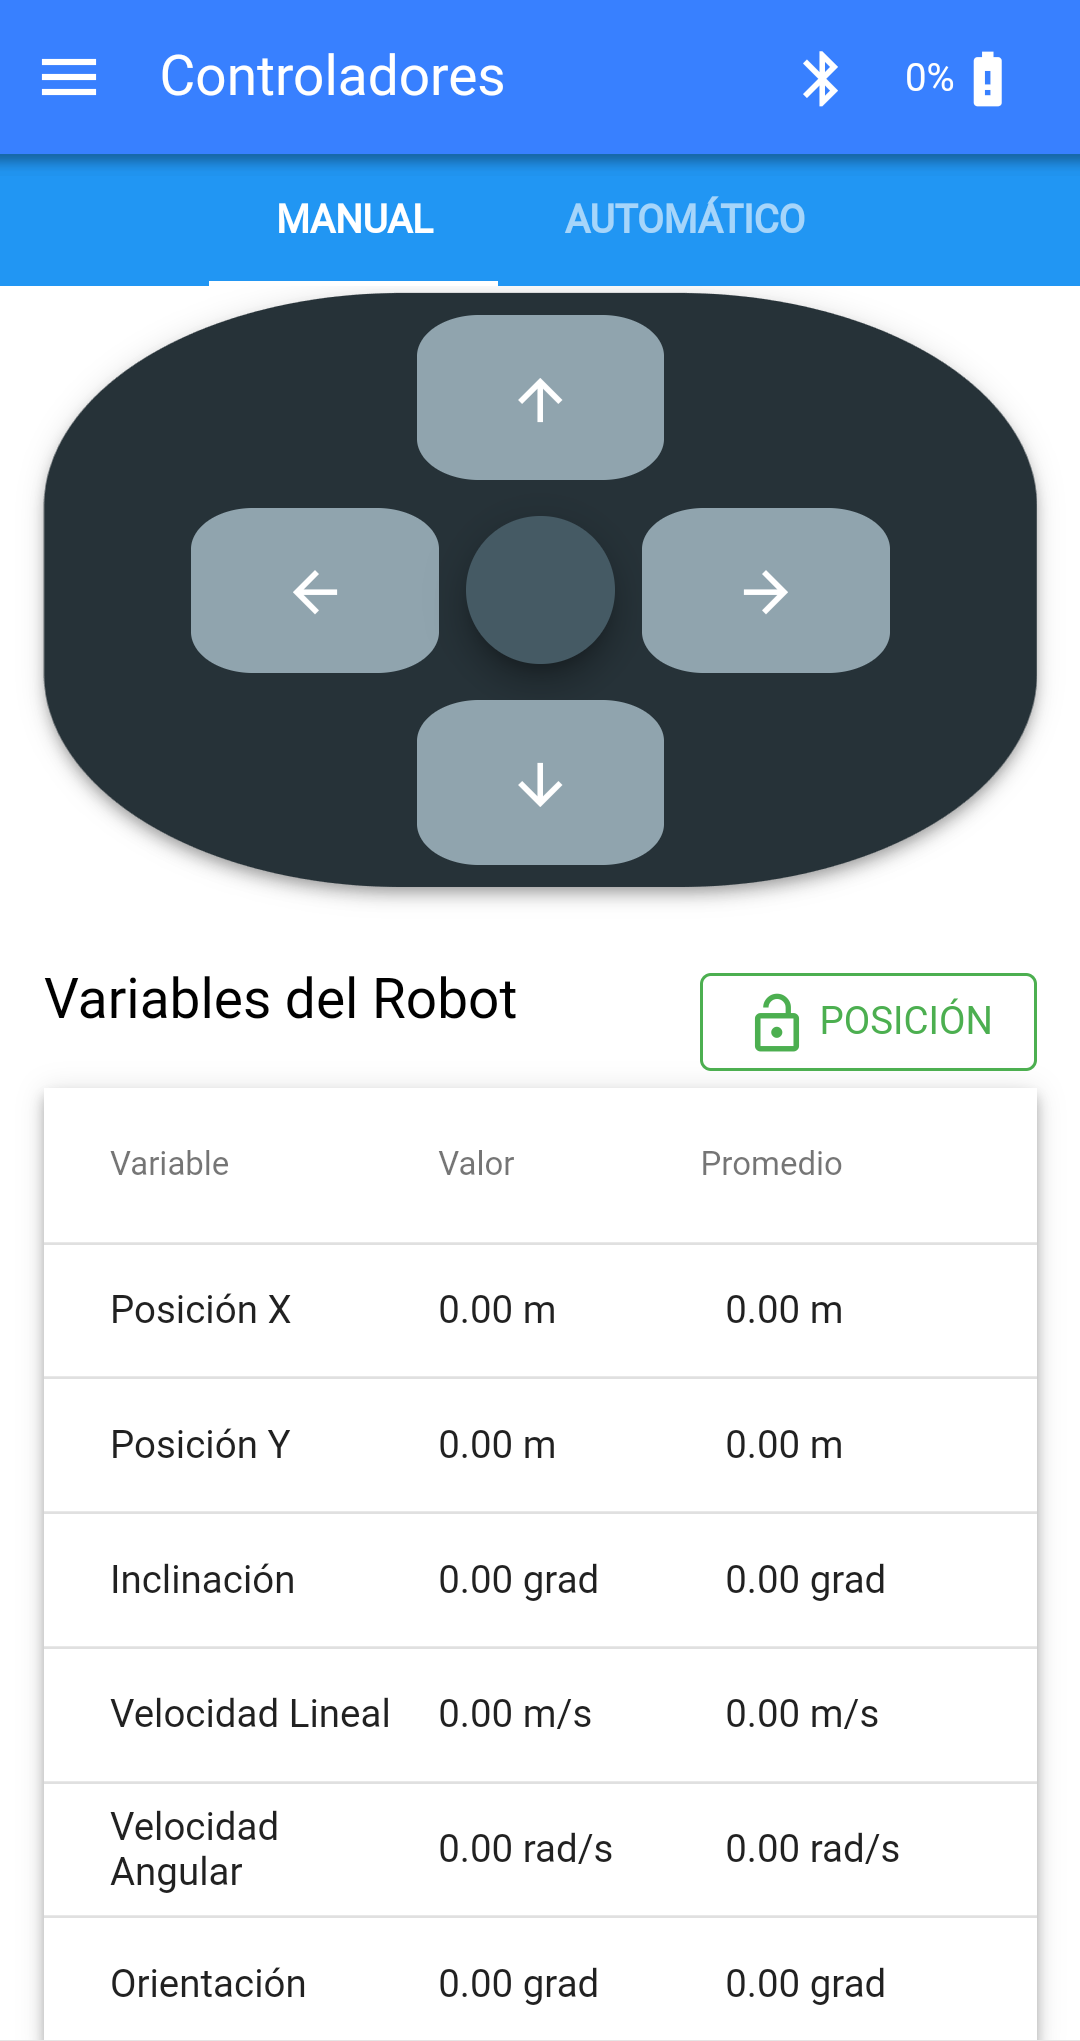 Controladores
0%
MANUAL AUTOMÁTICO
Variables del Robot
POSICIÓN
Variable Valor Promedio
Posición X 0.00 m 0.00 m
Posición Y 0.00 m 0.00 m
Inclinación 0.00 grad 0.00 grad
Velocidad Lineal 0.00 m/s 0.00 m/s
Velocidad
Angular 0.00 rad/s 0.00 rad/s
Orientación 0.00 grad 0.00 grad